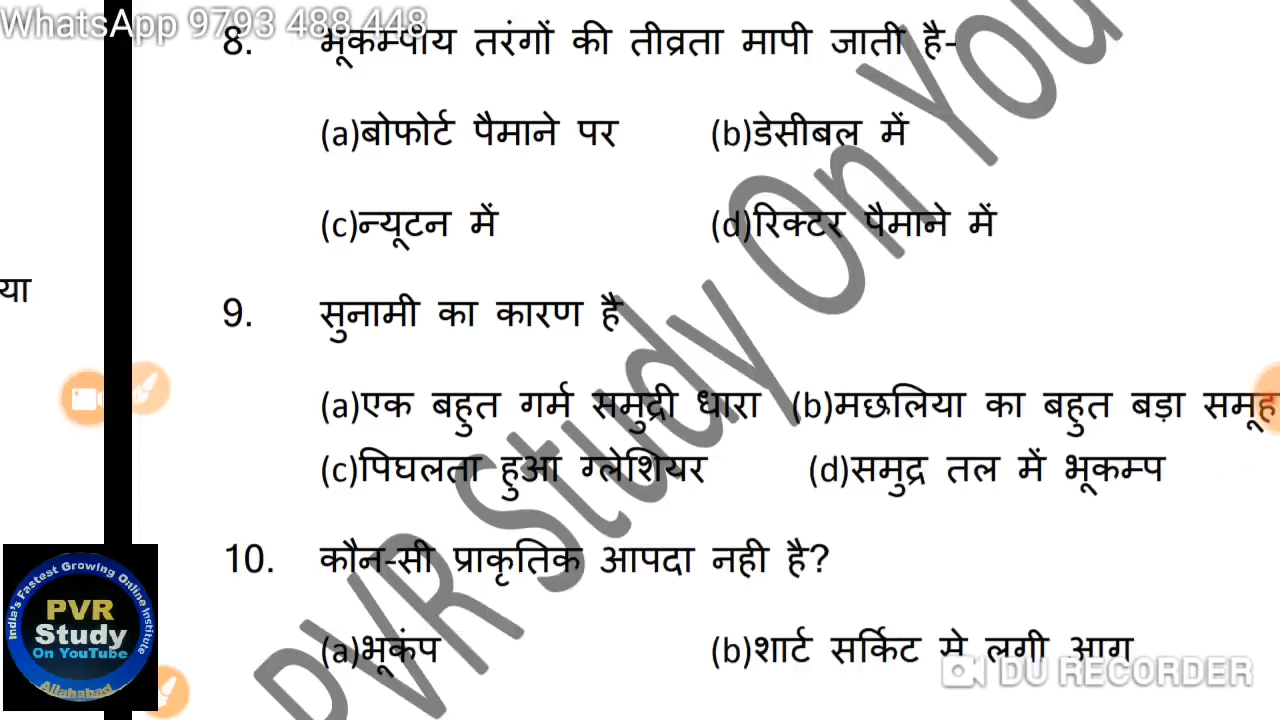 WhatsApp 9793 488 448
8. भूकम्पीय तरंगों की तीव्रता मापी जाती है-
(a)बोफोर्ट पैमाने पर (b)डेसीबल में
(c)न्यूटन में (d)रिक्टर पैमाने में
या
9. सुनामी का कारण है
(a)एक बहुत गर्म समुद्री धारा (b)मछलिया का बहुत बड़ा समूह
(c)पिघलता हुआ ग्लेशियर (d)समुद्र तल में भूकम्प
10. कौन-सी प्राकृतिक आपदा नही है?
(a)भूकंप (b)शार्ट सर्किट मे लगी आग
PVR Study On You
India's Fastest Growing Online Institute
PVR
Study
On YouTube
Allahabad
DU RECORDER